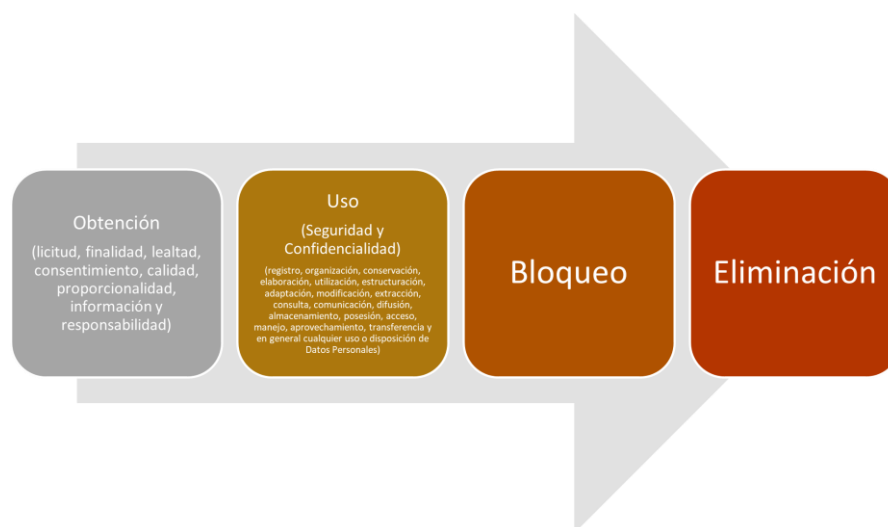 Obtención
(licitud, finalidad, lealtad,
consentimiento, calidad,
proporcionalidad,
información y
responsabilidad)
Uso
(Seguridad y
Confidencialidad)
(registro, organización, conservación,
elaboración, utilización, estructuración,
adaptación, modificación, extracción,
consulta, comunicación, difusión,
almacenamiento, posesión, acceso,
manejo, aprovechamiento, transferencia y
en general cualquier uso o disposición de
Datos Personales)
Bloqueo
Eliminación